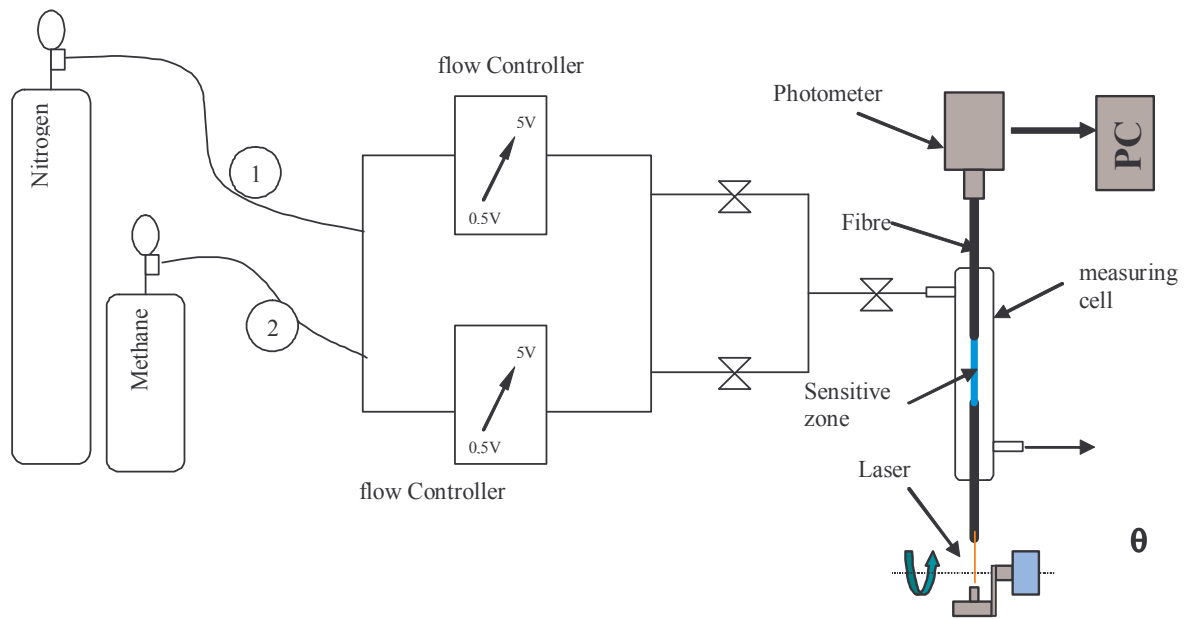 flow Controller
Photometer
PC
Nitrogen
5V
0.5V
1
Fibre
measuring
cell
Methane
2
5V
0.5V
Sensitive
zone
Laser
flow Controller
θ